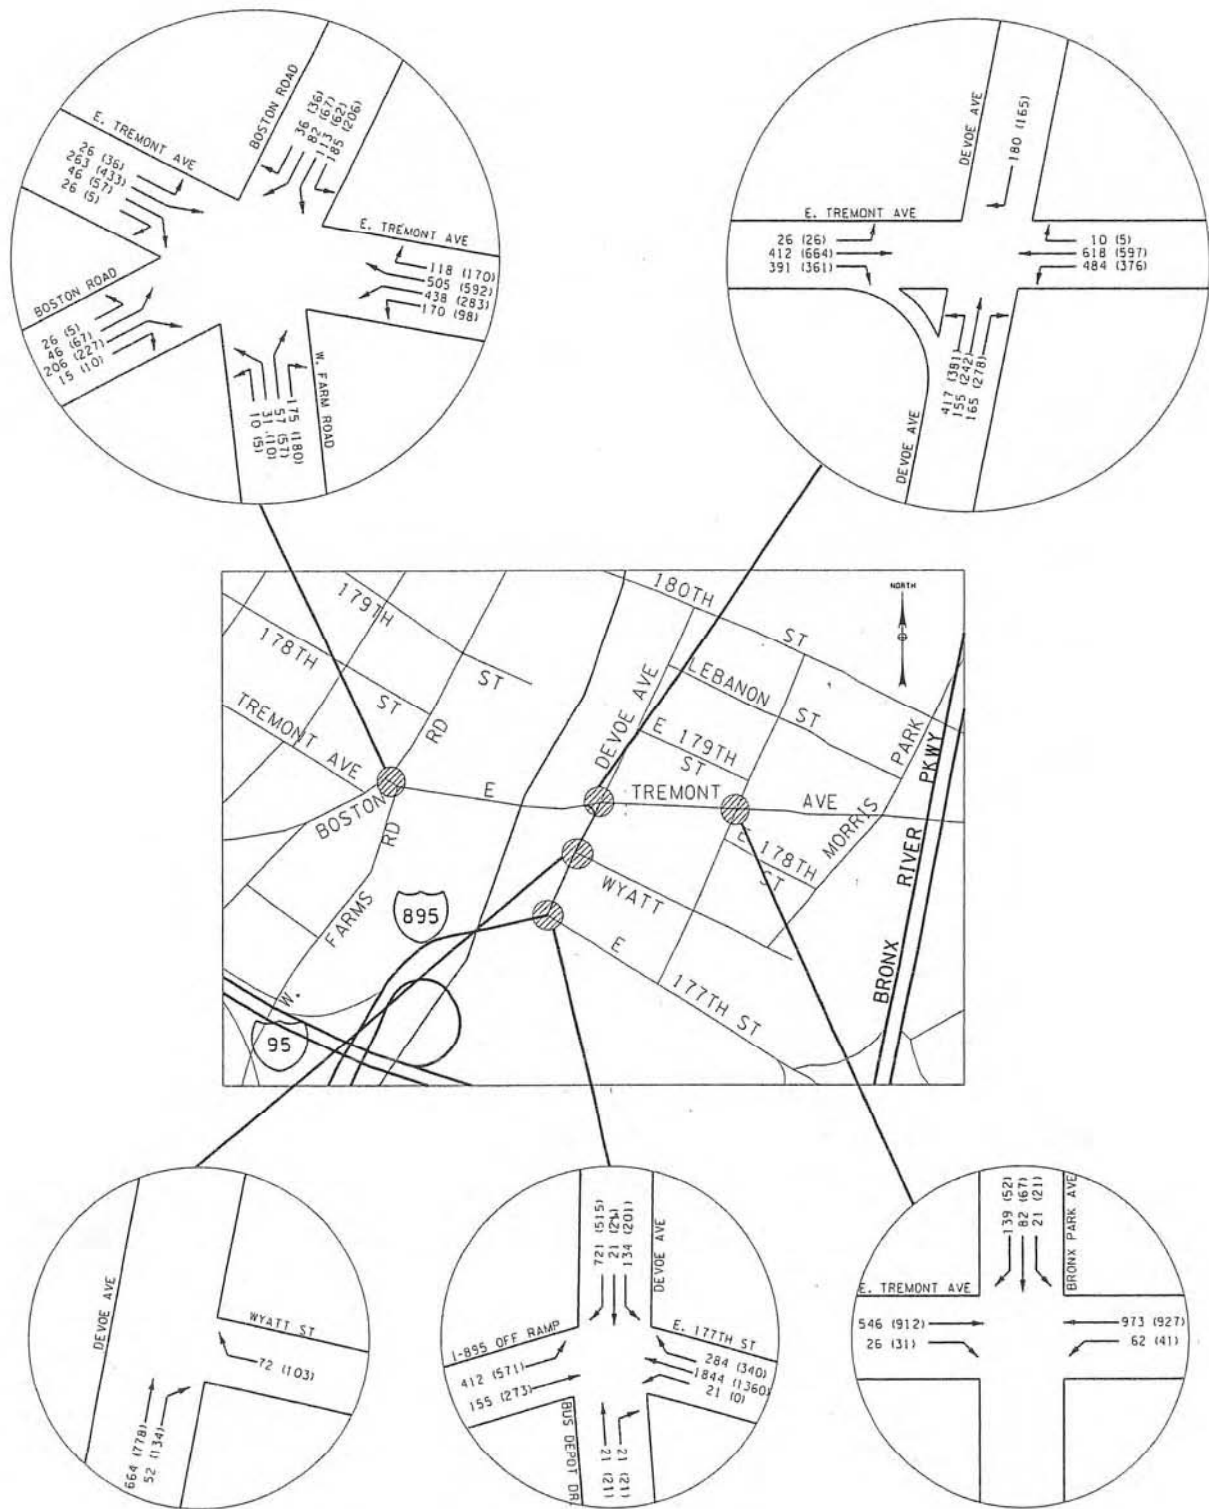 BOSTON ROAD
36 (36)
82 (67)
113 (62)
185 (206)
E. TREMONT AVE
26 (36)
263 (433)
46 (57)
26 (5)
E. TREMONT AVE
118 (170)
505 (592)
438 (283)
170 (98)
BOSTON ROAD
26 (5)
46 (67)
206 (227)
15 (10)
W. FARM ROAD
175 (180)
57 (57)
31 (10)
10 (5)
DEVOE AVE
180 (165)
E. TREMONT AVE
26 (26)
412 (664)
391 (361)
10 (5)
618 (597)
484 (376)
417 (381)
155 (242)
165 (278)
DEVOE AVE
NORTH
179TH ST
178TH ST
TREMONT AVE
BOSTON RD
E TREMONT AVE
W. FARMS RD
DEVOE AVE
180TH ST
LEBANON ST
E 179TH ST
E 178TH ST
MORRIS PARK
BRONX RIVER PKWY
WYATT
E 177TH ST
895
95
DEVOE AVE
WYATT ST
72 (103)
664 (778)
52 (134)
721 (515)
21 (21)
134 (201)
DEVOE AVE
I-895 OFF RAMP
412 (571)
155 (273)
E. 177TH ST
284 (340)
1844 (1360)
21 (0)
BUS DEPOT DR.
21 (21)
21 (21)
139 (52)
82 (67)
21 (21)
BRONX PARK AVE
E. TREMONT AVE
546 (912)
26 (31)
973 (927)
62 (41)